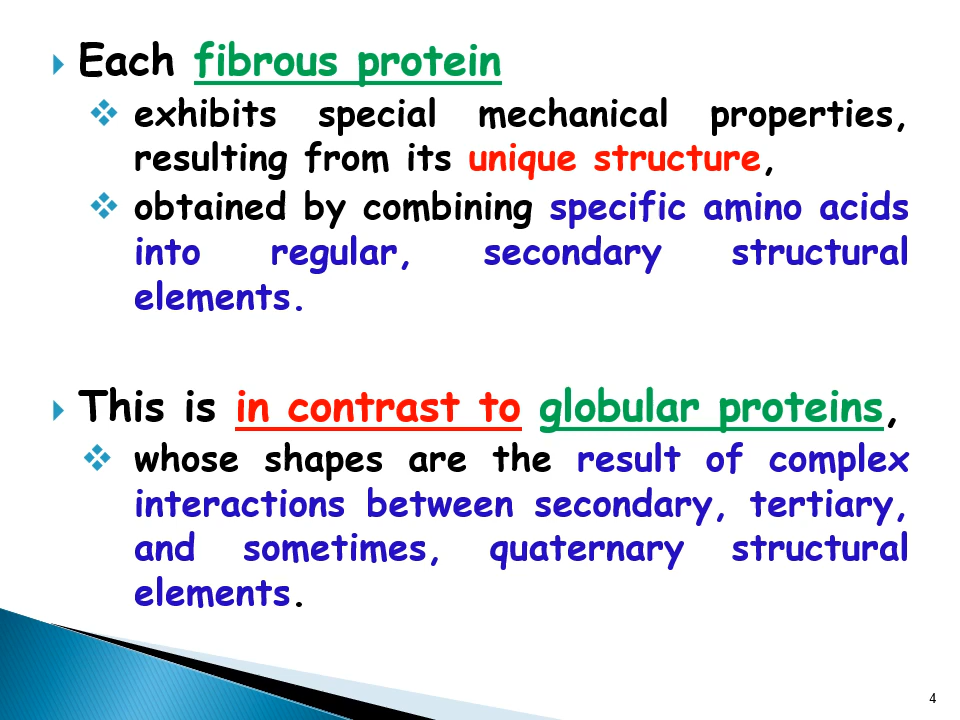 Each fibrous protein
exhibits special mechanical properties,
resulting from its unique structure,
obtained by combining specific amino acids
into regular, secondary structural
elements.
This is in contrast to globular proteins,
whose shapes are the result of complex
interactions between secondary, tertiary,
and sometimes, quaternary structural
elements.
4